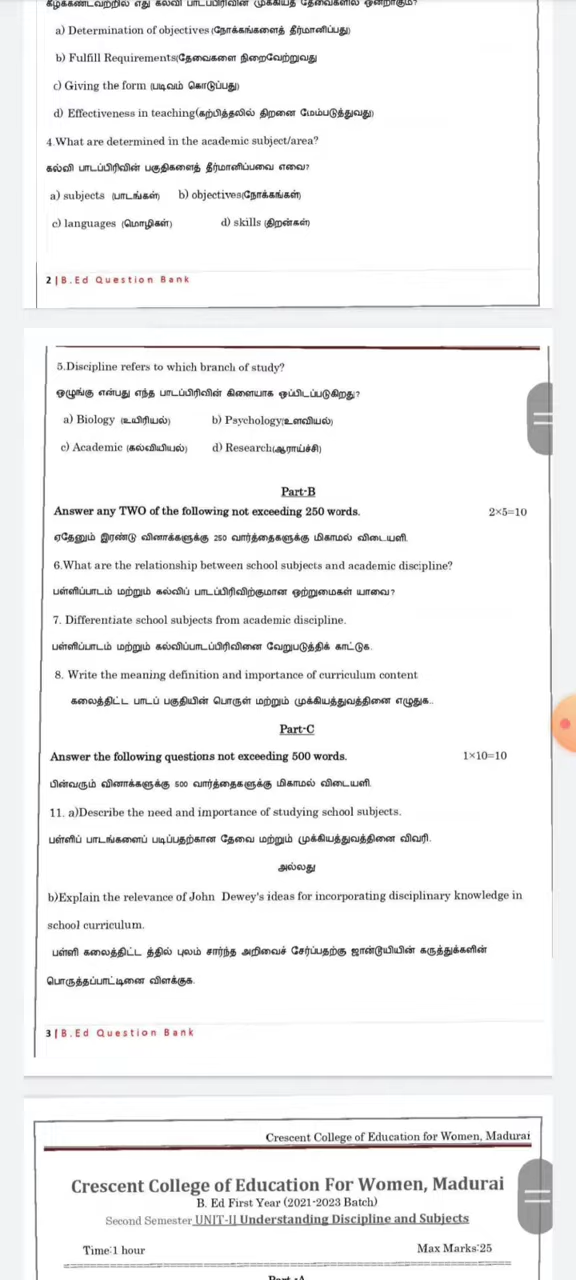 கீழ்க்கண்டவற்றில் எது கல்வி பாடப்பிரிவின் முக்கியத் தேவைகளில் ஒன்றாகும்?
a) Determination of objectives (நோக்கங்களைத் தீர்மானிப்பது)
b) Fulfill Requirements(தேவைகளை நிறைவேற்றுவது
c) Giving the form (படிவம் கொடுப்பது)
d) Effectiveness in teaching(கற்பித்தலில் திறனை மேம்படுத்துவது)
4.What are determined in the academic subject/area?
கல்வி பாடப்பிரிவின் பகுதிகளைத் தீர்மானிப்பவை எவை?
a) subjects (பாடங்கள்) b) objectives(நோக்கங்கள்)
c) languages (மொழிகள்) d) skills (திறன்கள்)
2 | B.Ed Question Bank
5.Discipline refers to which branch of study?
ஒழுங்கு என்பது எந்த பாடப்பிரிவின் கிளையாக ஒப்பிடப்படுகிறது?
a) Biology (உயிரியல்) b) Psychology(உளவியல்)
c) Academic (கல்வியியல்) d) Research(ஆராய்ச்சி)
Part-B
Answer any TWO of the following not exceeding 250 words. 2×5=10
ஏதேனும் இரண்டு வினாக்களுக்கு 250 வார்த்தைகளுக்கு மிகாமல் விடையளி.
6.What are the relationship between school subjects and academic discipline?
பள்ளிப்பாடம் மற்றும் கல்விப் பாடப்பிரிவிற்குமான ஒற்றுமைகள் யாவை?
7. Differentiate school subjects from academic discipline.
பள்ளிப்பாடம் மற்றும் கல்விப்பாடப்பிரிவினை வேறுபடுத்திக் காட்டுக.
8. Write the meaning definition and importance of curriculum content
கலைத்திட்ட பாடப் பகுதியின் பொருள் மற்றும் முக்கியத்துவத்தினை எழுதுக..
Part-C
Answer the following questions not exceeding 500 words. 1×10=10
பின்வரும் வினாக்களுக்கு 500 வார்த்தைகளுக்கு மிகாமல் விடையளி.
11. a)Describe the need and importance of studying school subjects.
பள்ளிப் பாடங்களைப் படிப்பதற்கான தேவை மற்றும் முக்கியத்துவத்தினை விவரி.
அல்லது
b)Explain the relevance of John Dewey's ideas for incorporating disciplinary knowledge in
school curriculum.
பள்ளி கலைத்திட்ட த்தில் புலம் சார்ந்த அறிவைச் சேர்ப்பதற்கு ஜான்டூயியின் கருத்துக்களின்
பொருத்தப்பாட்டினை விளக்குக.
3 | B.Ed Question Bank
Crescent College of Education for Women, Madurai
Crescent College of Education For Women, Madurai
B. Ed First Year (2021-2023 Batch)
Second Semester UNIT-II Understanding Discipline and Subjects
Time:1 hour Max Marks:25
Part -A